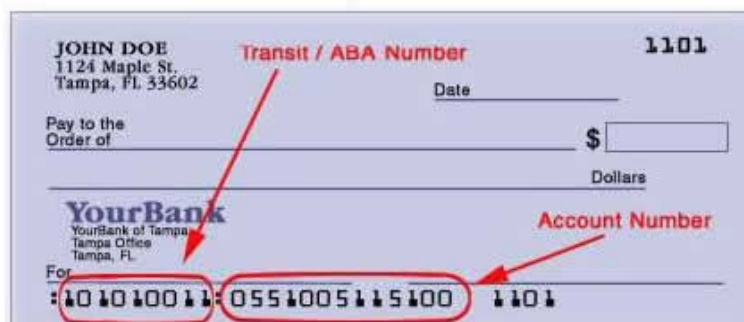 JOHN DOE
1124 Maple St.
Tampa, FL 33602
Transit / ABA Number
1101
Date
Pay to the
Order of
$
Dollars
YourBank
YourBank of Tampa
Tampa Office
Tampa, FL
Account Number
For
⑆101010011⑆ 0551005115100 1101